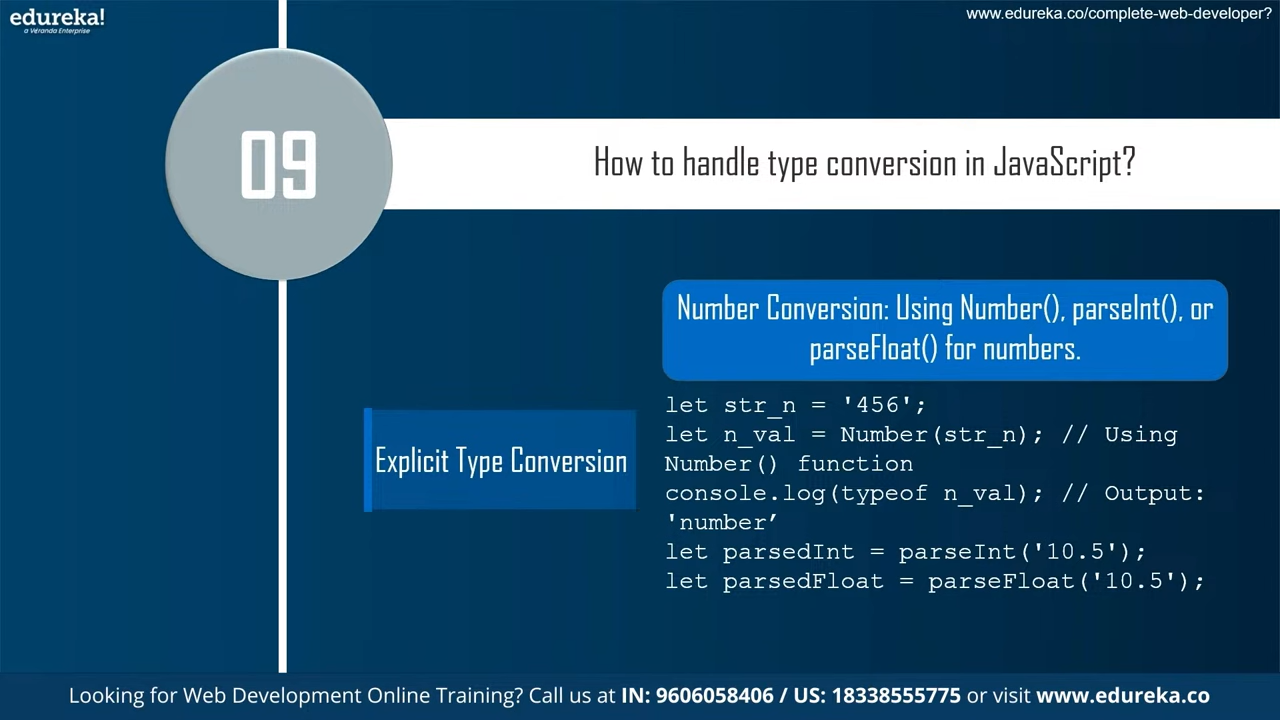 edureka!
a Veranda Enterprise
www.edureka.co/complete-web-developer?
09
How to handle type conversion in JavaScript?
Number Conversion: Using Number(), parseInt(), or
parseFloat() for numbers.
Explicit Type Conversion
let str_n = '456';
let n_val = Number(str_n); // Using
Number() function
console.log(typeof n_val); // Output:
'number’
let parsedInt = parseInt('10.5');
let parsedFloat = parseFloat('10.5');
Looking for Web Development Online Training? Call us at IN: 9606058406 / US: 18338555775 or visit www.edureka.co